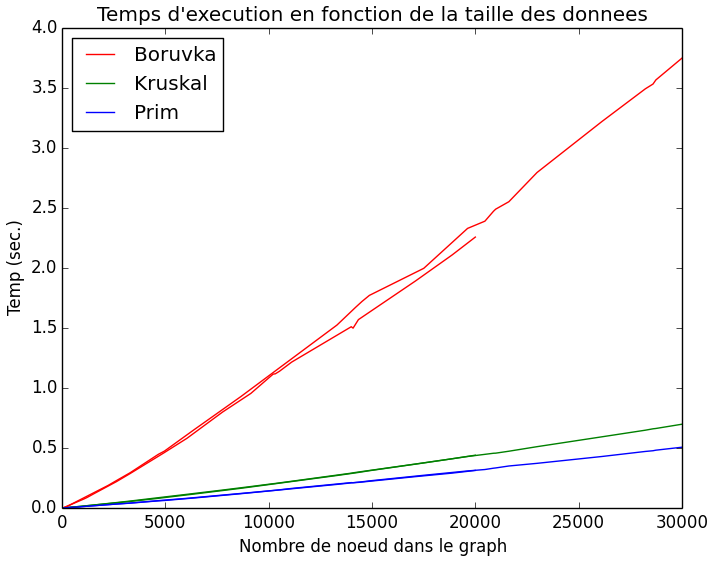 Temps d'execution en fonction de la taille des donnees
4.0
3.5
3.0
2.5
2.0
1.5
1.0
0.5
0.0
Temp (sec.)
Boruvka
Kruskal
Prim
0 5000 10000 15000 20000 25000 30000
Nombre de noeud dans le graph